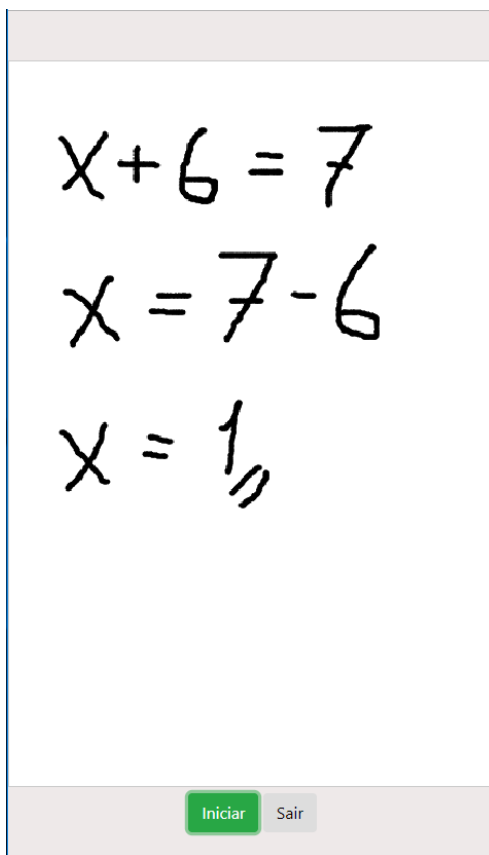 x + 6 = 7
x = 7 - 6
x = 1,,
Iniciar Sair